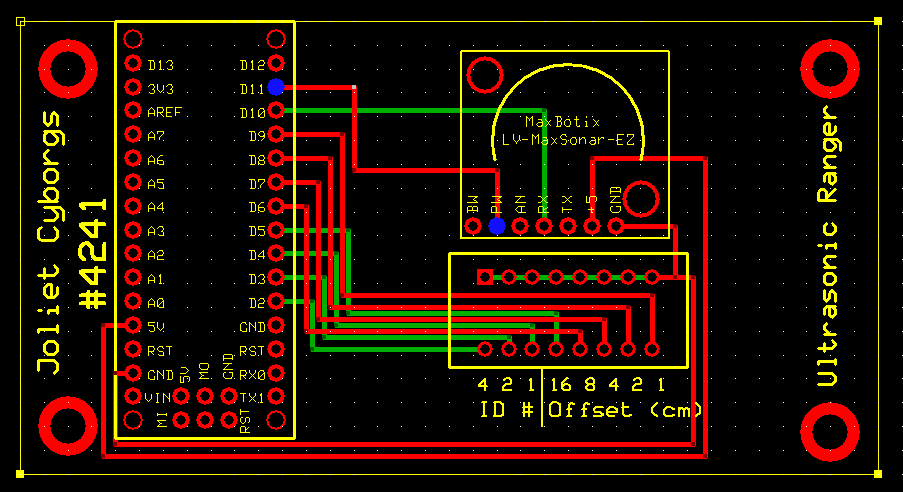 Joliet Cyborgs
#4241
D13
3V3
AREF
A7
A6
A5
A4
A3
A2
A1
A0
5V
RST
GND
VIN
D12
D11
D10
D9
D8
D7
D6
D5
D4
D3
D2
GND
RST
RX0
TX1
5V MO GND
MI RST
MaxBotix
LV-MaxSonar-EZ
BW PW AN RX TX +5 GND
4 2 1 16 8 4 2 1
ID # Offset (cm)
Ultrasonic Ranger